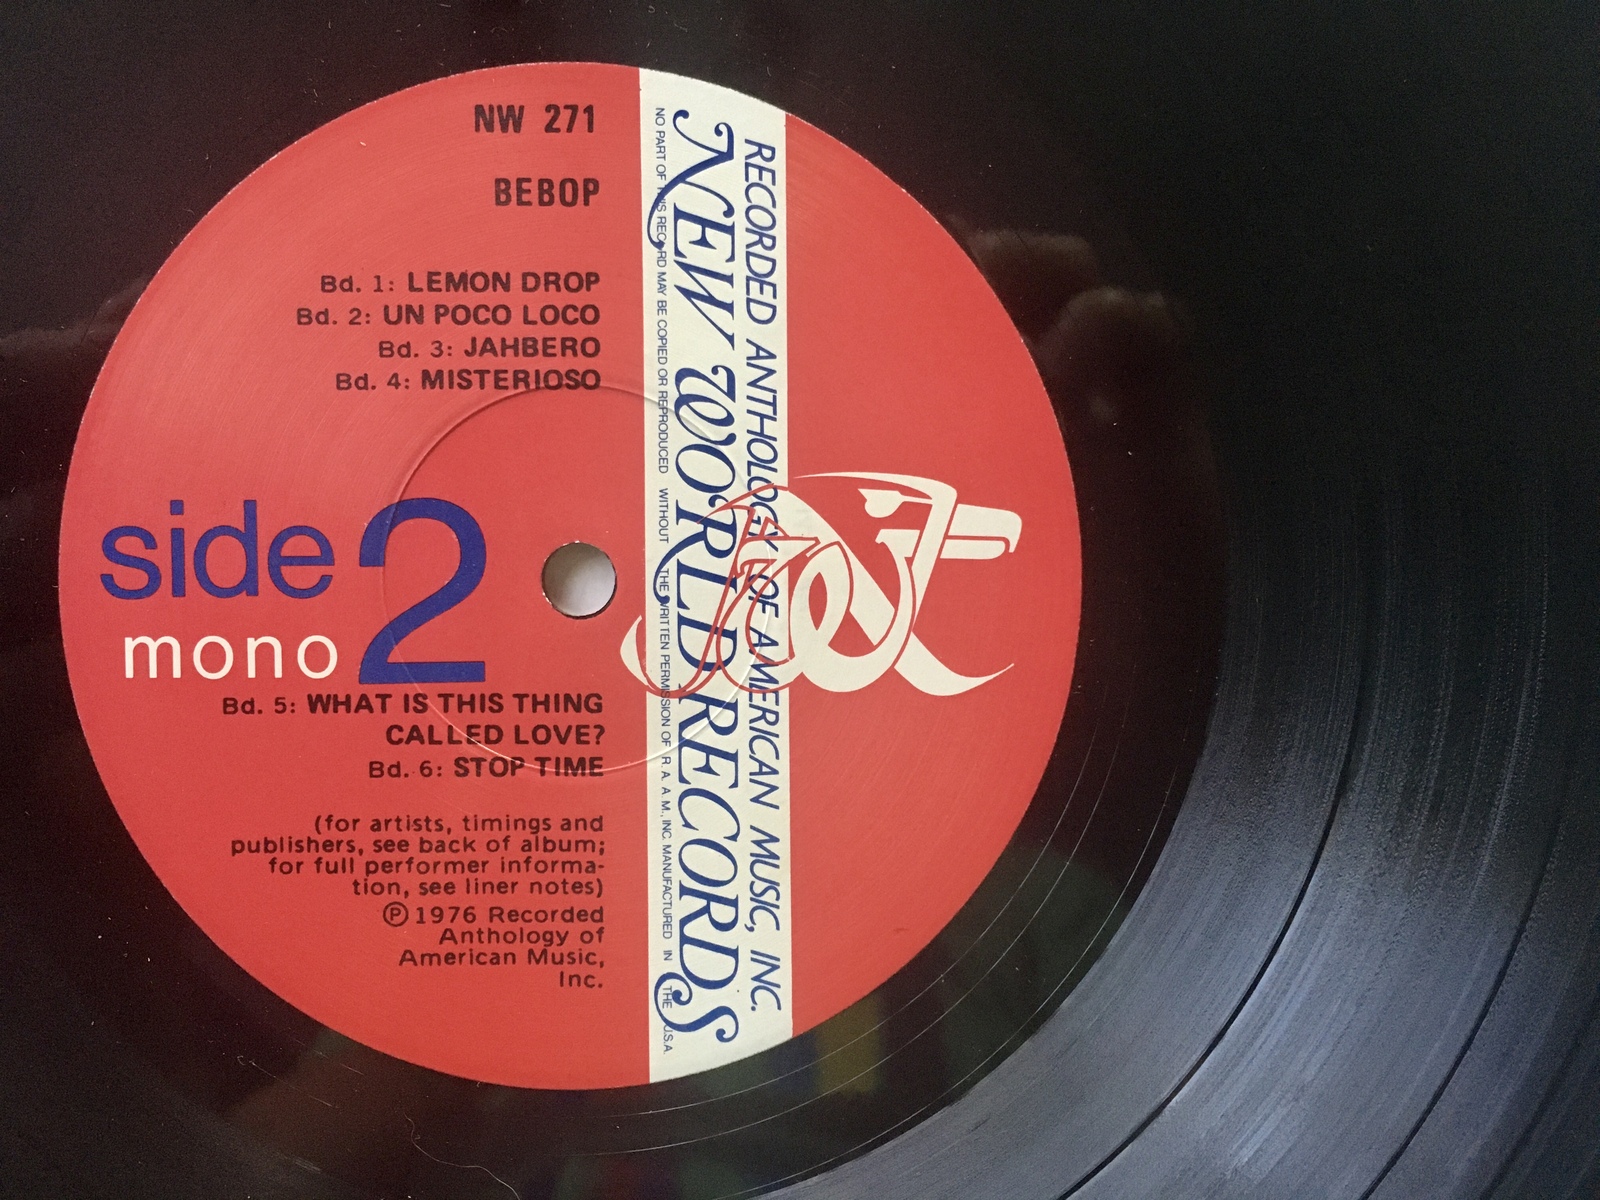 NW 271
BEBOP
Bd. 1: LEMON DROP
Bd. 2: UN POCO LOCO
Bd. 3: JAHBERO
Bd. 4: MISTERIOSO
side 2
mono
Bd. 5: WHAT IS THIS THING
CALLED LOVE?
Bd. 6: STOP TIME
(for artists, timings and
publishers, see back of album;
for full performer informa-
tion, see liner notes)
Ⓟ 1976 Recorded
Anthology of
American Music,
Inc.
RECORDED ANTHOLOGY OF AMERICAN MUSIC, INC.
NEW WORLD RECORDS
NO PART OF THIS RECORD MAY BE COPIED OR REPRODUCED WITHOUT THE WRITTEN PERMISSION OF R. A. A. M., INC. MANUFACTURED IN THE U.S.A.